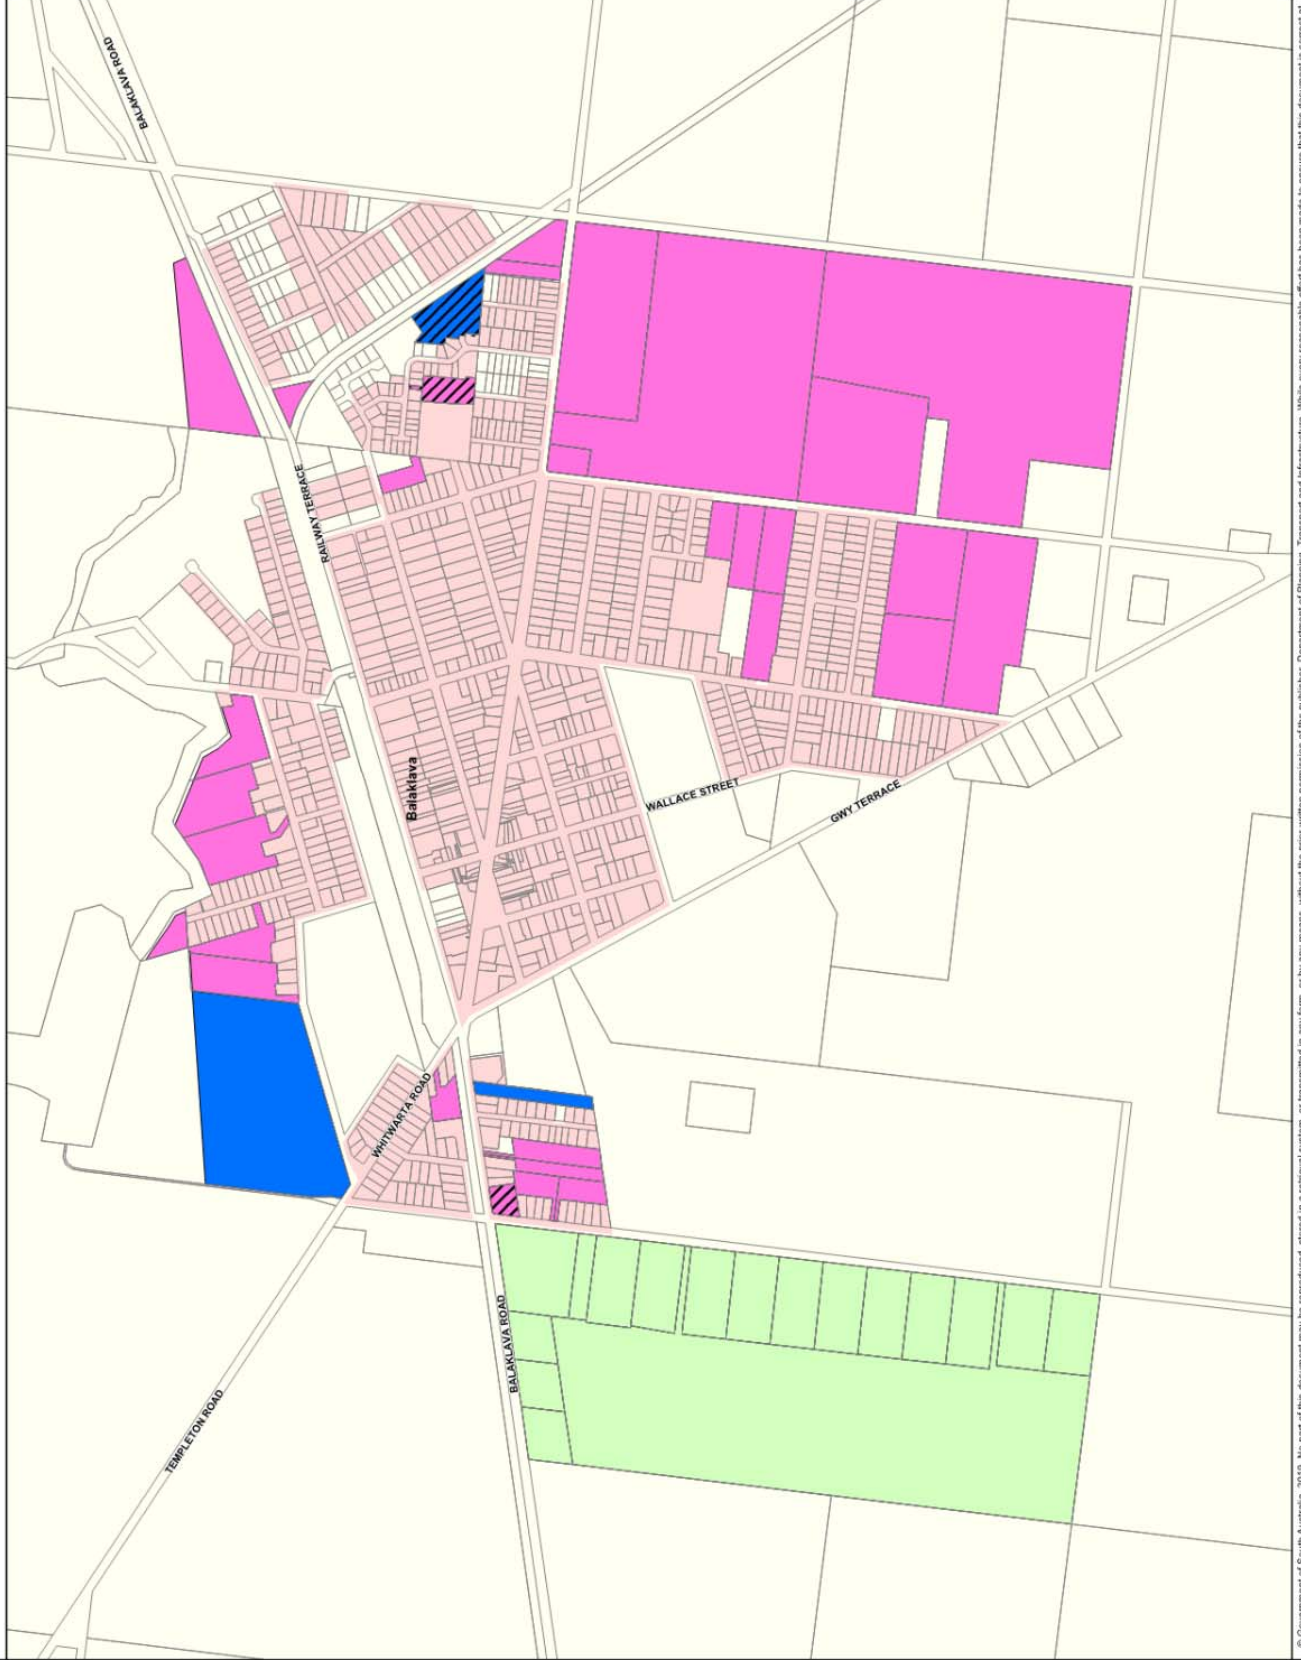 BALAKLAVA ROAD
RAILWAY TERRACE
Balaklava
WALLACE STREET
GWY TERRACE
WHITWARTA ROAD
BALAKLAVA ROAD
TEMPLETON ROAD